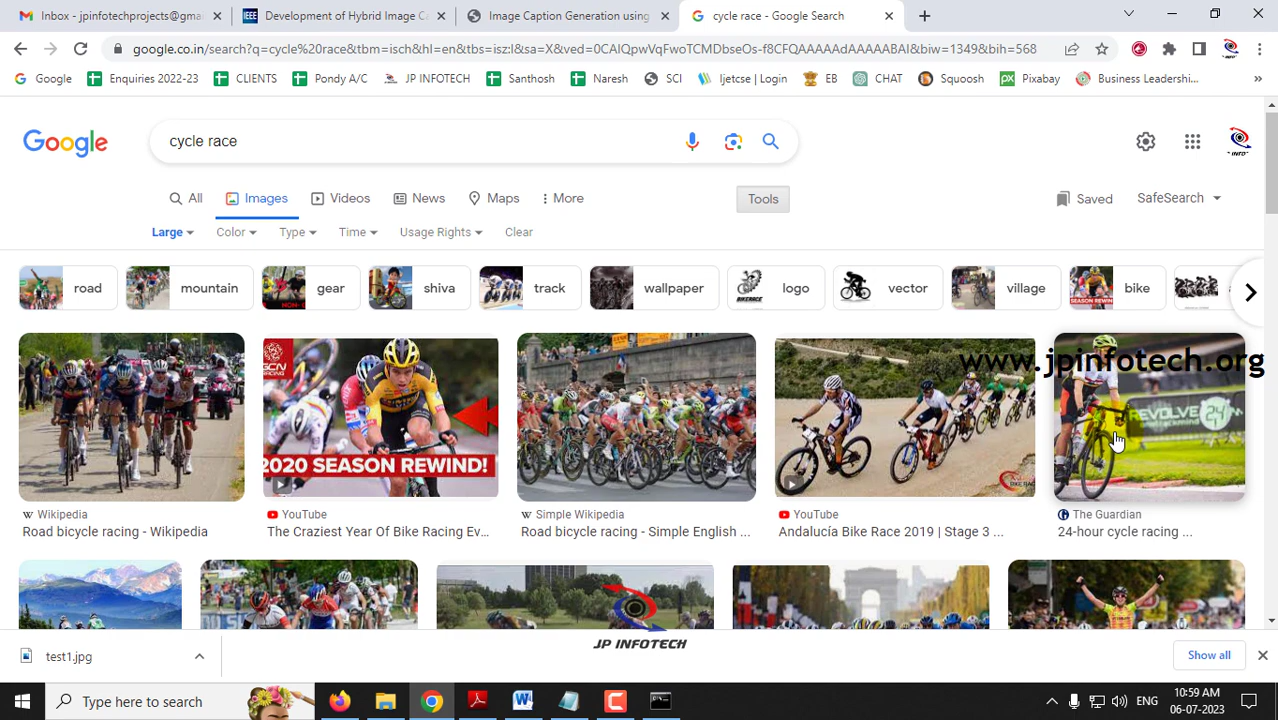 Inbox - jpinfotechprojects@gma
Development of Hybrid Image Ca
Image Caption Generation using
cycle race - Google Search
google.co.in/search?q=cycle%20race&tbm=isch&hl=en&tbs=isz:l&sa=X&ved=0CAIQpwVqFwoTCMDbseOs-f8CFQAAAAAdAAAAABAI&biw=1349&bih=568
Google Enquiries 2022-23 CLIENTS Pondy A/C JP INFOTECH Santhosh Naresh SCI Ijetcse | Login EB CHAT Squoosh Pixabay Business Leadershi...
Google
cycle race
All Images Videos News Maps More Tools Saved SafeSearch
Large Color Type Time Usage Rights Clear
road mountain gear shiva track wallpaper logo vector village bike
www.jpinfotech.org
GCN
RACING
2020 SEASON REWIND!
REVOLVE24
Wikipedia
Road bicycle racing - Wikipedia
YouTube
The Craziest Year Of Bike Racing Ev...
Simple Wikipedia
Road bicycle racing - Simple English ...
YouTube
Andalucía Bike Race 2019 | Stage 3 ...
The Guardian
24-hour cycle racing ...
JP INFOTECH
test1.jpg
Show all
Type here to search
ENG
10:59 AM
06-07-2023